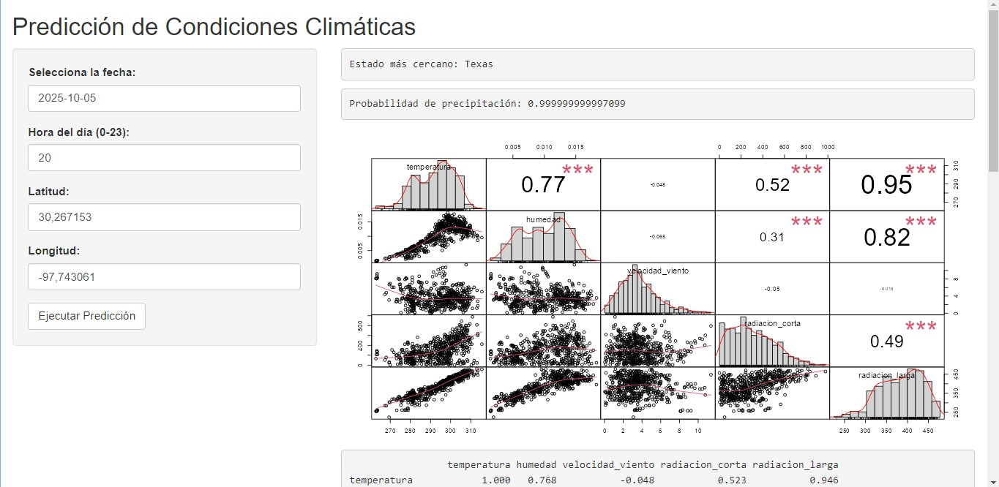 Predicción de Condiciones Climáticas
Selecciona la fecha:
2025-10-05
Hora del día (0-23):
20
Latitud:
30,267153
Longitud:
-97,743061
Ejecutar Predicción
Estado más cercano: Texas
Probabilidad de precipitación: 0.999999999997099
0.005 0.010 0.015 0 200 400 600 800 1000
temperatura 0.77 *** -0.048 0.52 *** 0.95 *** 270 290 310
0.005 0.015 humedad -0.065 0.31 *** 0.82 ***
velocidad_viento -0.05 -0.018 0 4 8
0 400 800 radiacion_corta 0.49 ***
radiacion_larga 250 350 450
270 280 290 300 310 0 2 4 6 8 10 250 300 350 400 450
temperatura humedad velocidad_viento radiacion_corta radiacion_larga
temperatura 1.000 0.768 -0.048 0.523 0.946